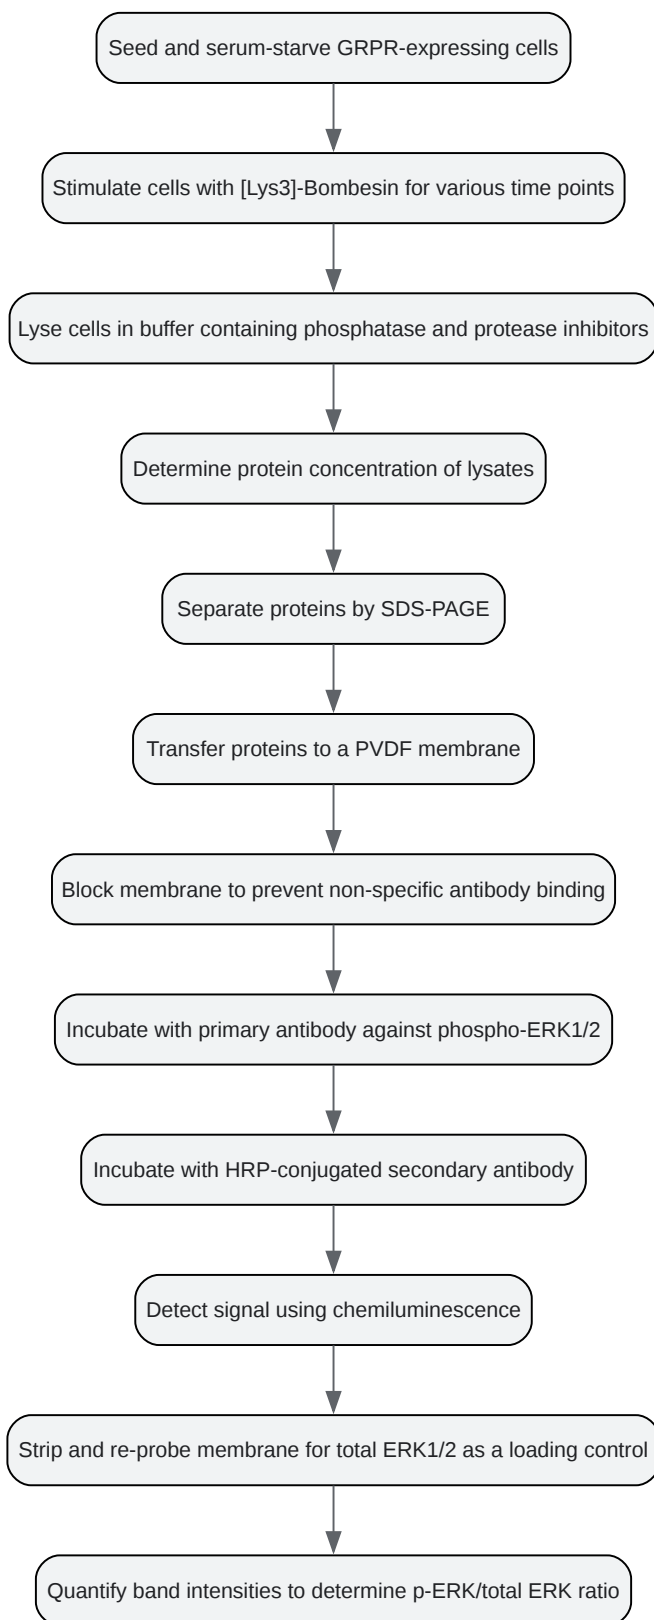 Seed and serum-starve GRPR-expressing cells
Stimulate cells with [Lys3]-Bombesin for various time points
Lyse cells in buffer containing phosphatase and protease inhibitors
Determine protein concentration of lysates
Separate proteins by SDS-PAGE
Transfer proteins to a PVDF membrane
Block membrane to prevent non-specific antibody binding
Incubate with primary antibody against phospho-ERK1/2
Incubate with HRP-conjugated secondary antibody
Detect signal using chemiluminescence
Strip and re-probe membrane for total ERK1/2 as a loading control
Quantify band intensities to determine p-ERK/total ERK ratio